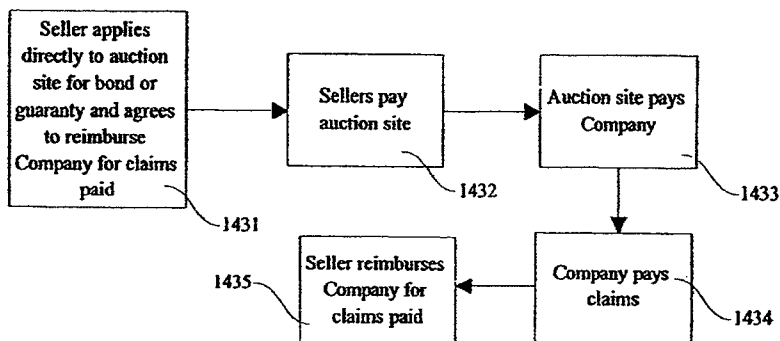 Seller applies
directly to auction
site for bond or
guaranty and agrees
to reimburse
Company for claims
paid
1431
Sellers pay
auction site
1432
Auction site pays
Company
1433
Company pays
claims
1434
Seller reimburses
Company for
claims paid
1435